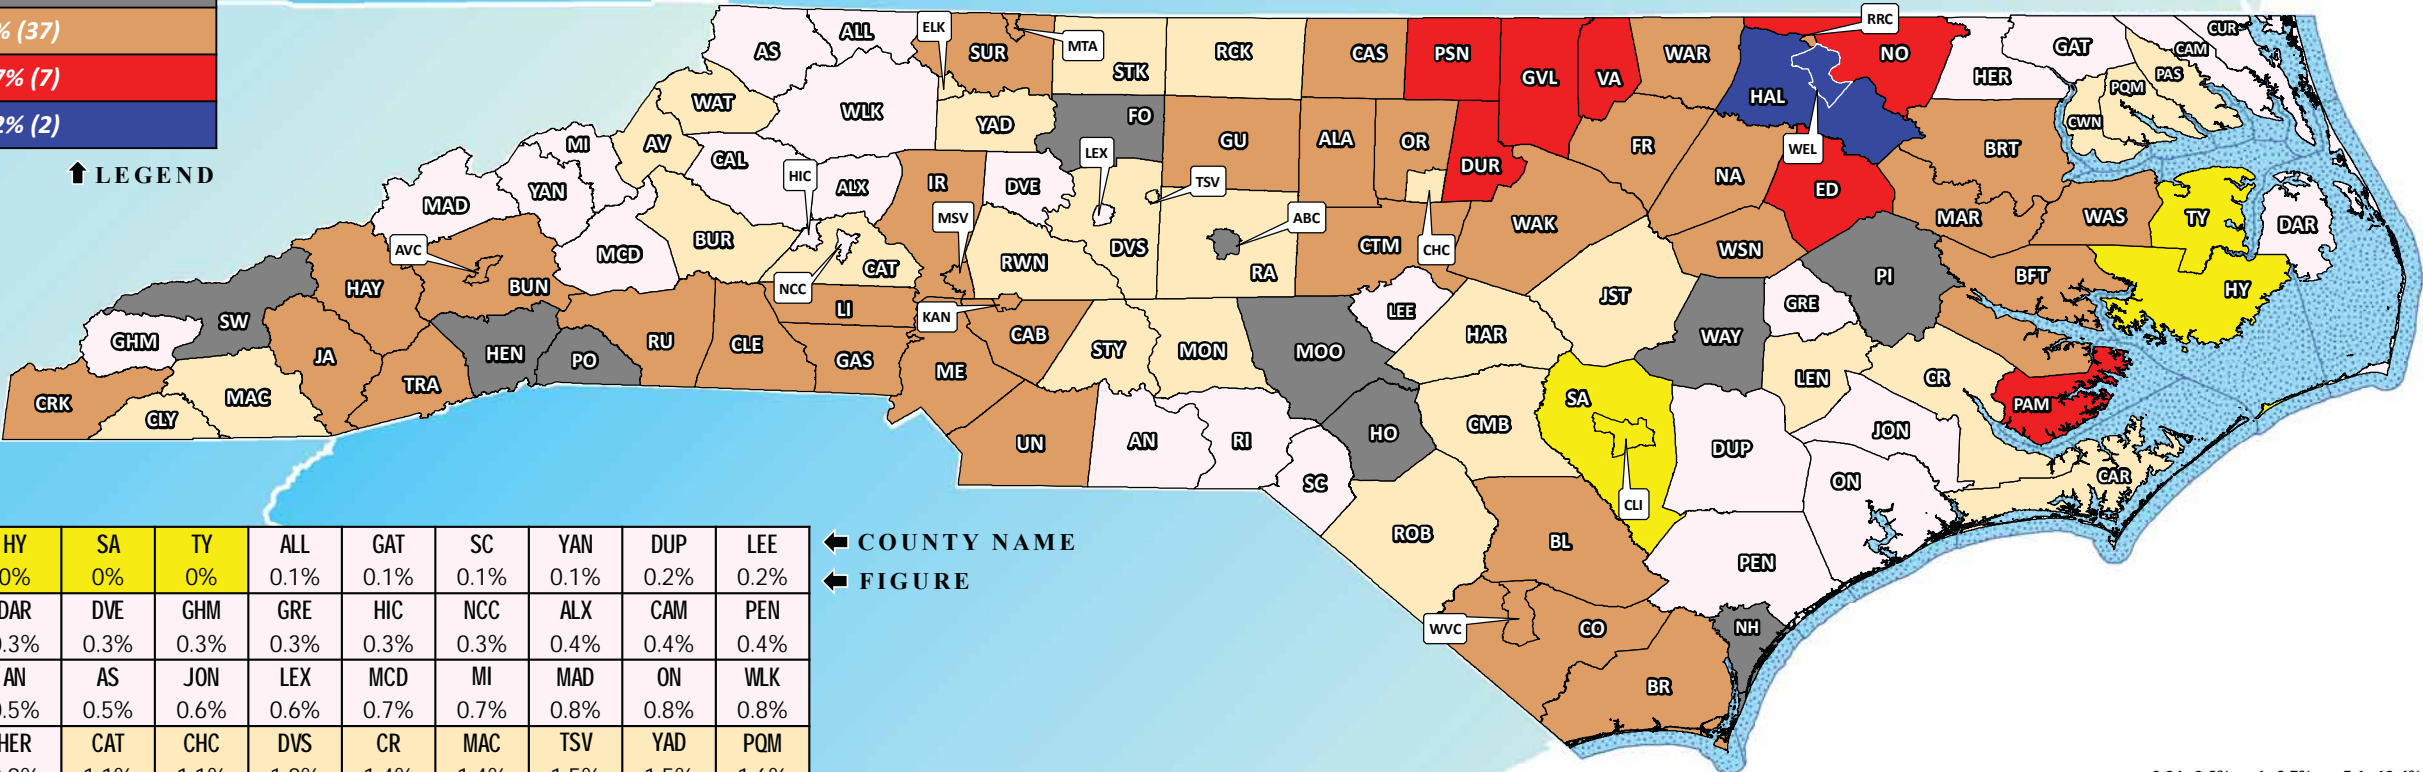 % (37)
7% (7)
2% (2)
LEGEND
ELK
RRC
CUR
AS
ALL
SUR
MTA
STK
RCK
CAS
PSN
GVL
VA
WAR
NO
GAT
CAM
HER
PAS
PQM
WAT
WLK
YAD
FO
HAL
CWN
MI
AV
CAL
LEX
GU
ALA
OR
DUR
FR
WEL
BRT
HIC
ALX
IR
DVE
TSV
NA
ED
YAN
MAD
MSV
ABC
MAR
WAS
TY
DAR
AVC
BUR
MCD
RWN
DVS
CTM
CHC
WAK
WSN
CAT
RA
PI
BFT
HY
HAY
BUN
NCC
JST
GRE
SW
LI
KAN
CAB
LEE
HAR
WAY
GHM
JA
HEN
PO
RU
CLE
GAS
ME
STY
MON
MOO
LEN
CR
CRK
CLY
MAC
TRA
SA
PAM
UN
AN
RI
HO
CMB
DUP
JON
SC
CLI
ON
CAR
ROB
BL
PEN
WVC
CO
NH
BR
HY SA TY ALL GAT SC YAN DUP LEE
COUNTY NAME
0% 0% 0% 0.1% 0.1% 0.1% 0.1% 0.2% 0.2%
FIGURE
DAR DVE GHM GRE HIC NCC ALX CAM PEN
.3% 0.3% 0.3% 0.3% 0.3% 0.3% 0.4% 0.4% 0.4%
AN AS JON LEX MCD MI MAD ON WLK
.5% 0.5% 0.6% 0.6% 0.7% 0.7% 0.8% 0.8% 0.8%
HER CAT CHC DVS CR MAC TSV YAD PQM